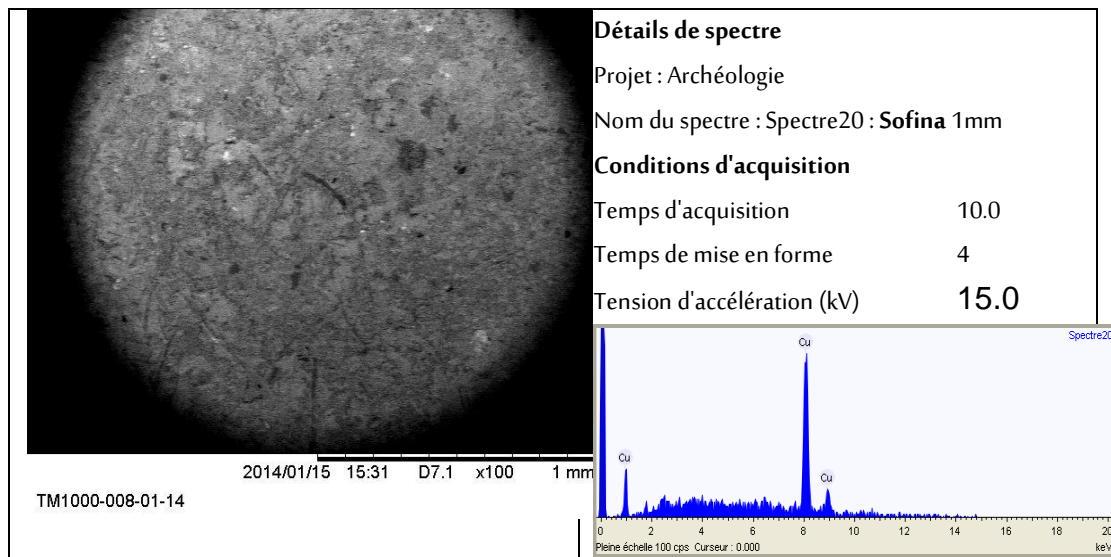 Détails de spectre
Projet : Archéologie
Nom du spectre : Spectre20 : Sofina 1mm
Conditions d'acquisition
Temps d'acquisition 10.0
Temps de mise en forme 4
Tension d'accélération (kV) 15.0
2014/01/15 15:31 D7.1 x100 1 mm
TM1000-008-01-14
Spectre20
Cu
Cu
Cu
0 2 4 6 8 10 12 14 16 18 20
Pleine échelle 100 cps Curseur : 0.000 keV